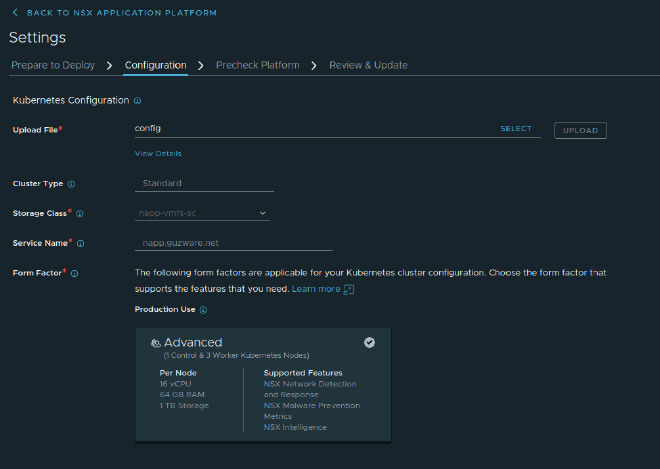 BACK TO NSX APPLICATION PLATFORM
Settings
Prepare to Deploy
Configuration
Precheck Platform
Review & Update
Kubernetes Configuration
Upload File*
config
SELECT
UPLOAD
View Details
Cluster Type
Standard
Storage Class*
napp-vmfs-sc
Service Name*
napp.guzware.net
Form Factor*
The following form factors are applicable for your Kubernetes cluster configuration. Choose the form factor that
supports the features that you need. Learn more
Production Use
Advanced
(1 Control & 3 Worker Kubernetes Nodes)
Per Node
16 vCPU
64 GB RAM
1 TB Storage
Supported Features
NSX Network Detection
and Response
NSX Malware Prevention
Metrics
NSX Intelligence